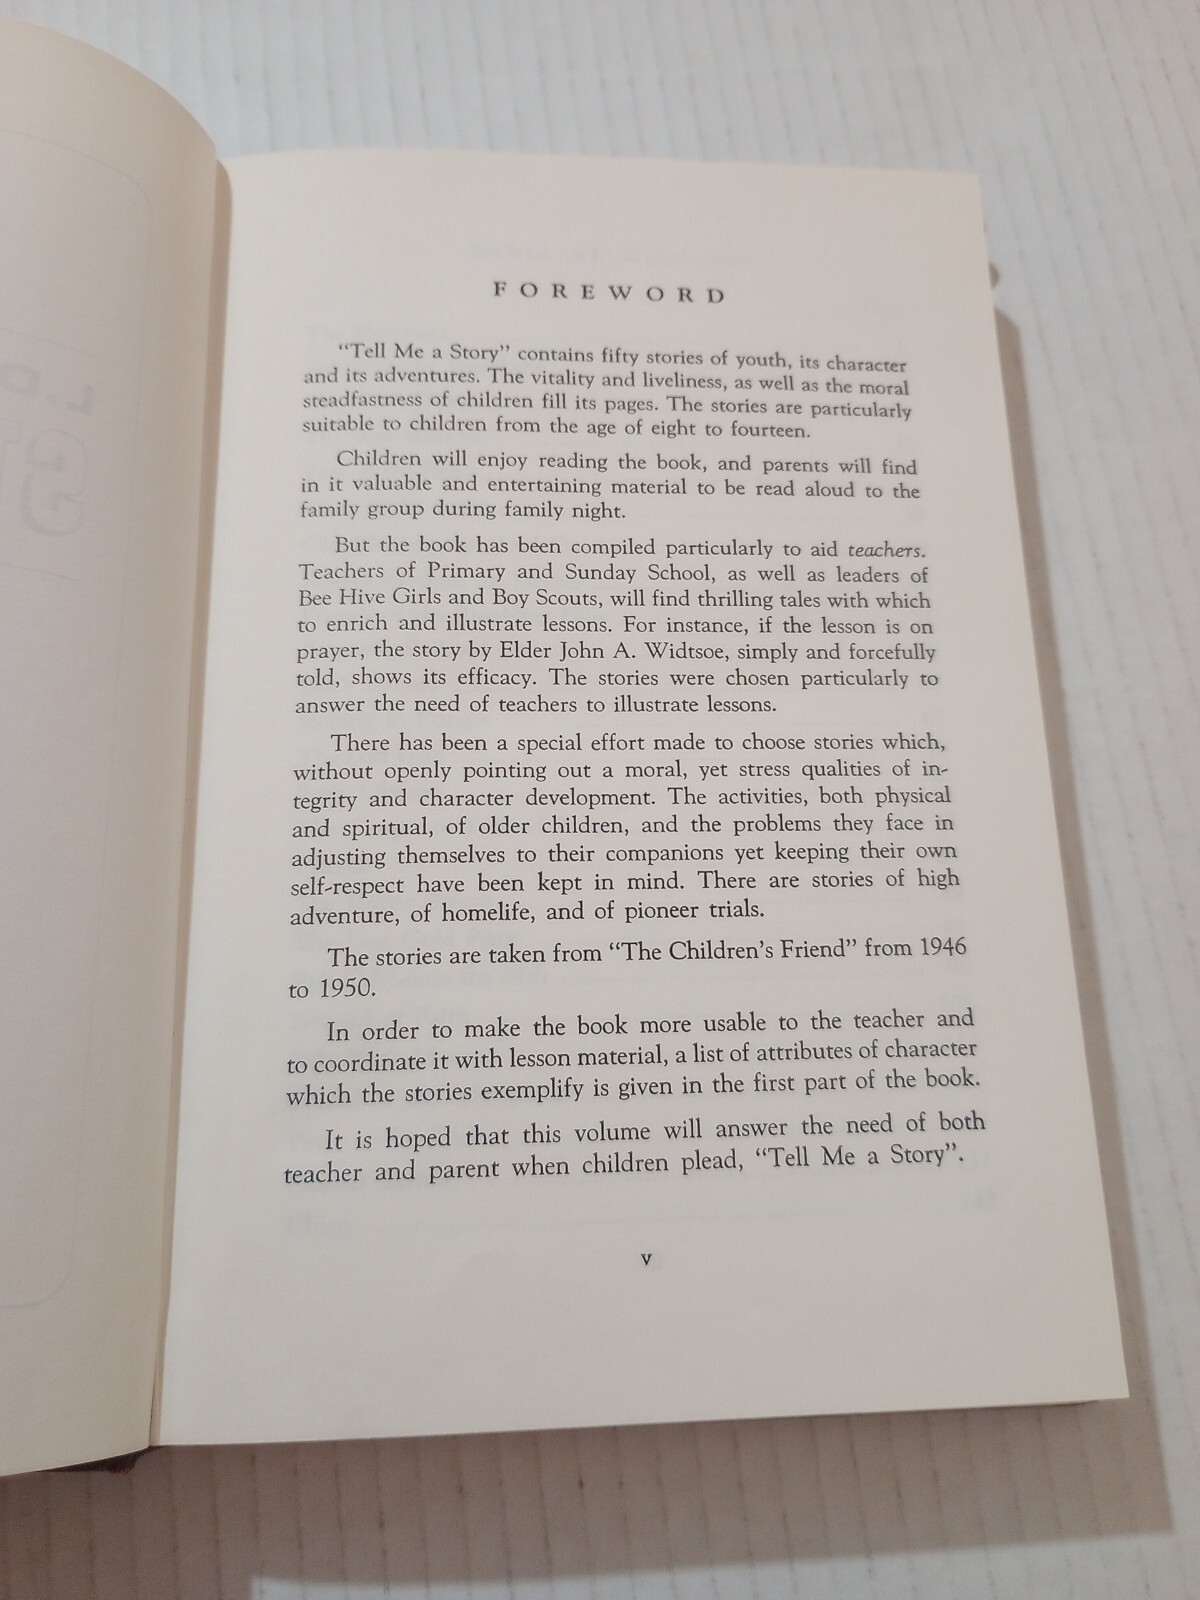 FOREWORD
“Tell Me a Story” contains fifty stories of youth, its character
and its adventures. The vitality and liveliness, as well as the moral
steadfastness of children fill its pages. The stories are particularly
suitable to children from the age of eight to fourteen.
Children will enjoy reading the book, and parents will find
in it valuable and entertaining material to be read aloud to the
family group during family night.
But the book has been compiled particularly to aid teachers.
Teachers of Primary and Sunday School, as well as leaders of
Bee Hive Girls and Boy Scouts, will find thrilling tales with which
to enrich and illustrate lessons. For instance, if the lesson is on
prayer, the story by Elder John A. Widtsoe, simply and forcefully
told, shows its efficacy. The stories were chosen particularly to
answer the need of teachers to illustrate lessons.
There has been a special effort made to choose stories which,
without openly pointing out a moral, yet stress qualities of in-
tegrity and character development. The activities, both physical
and spiritual, of older children, and the problems they face in
adjusting themselves to their companions yet keeping their own
self-respect have been kept in mind. There are stories of high
adventure, of homelife, and of pioneer trials.
The stories are taken from “The Children’s Friend” from 1946
to 1950.
In order to make the book more usable to the teacher and
to coordinate it with lesson material, a list of attributes of character
which the stories exemplify is given in the first part of the book.
It is hoped that this volume will answer the need of both
teacher and parent when children plead, “Tell Me a Story”.
v